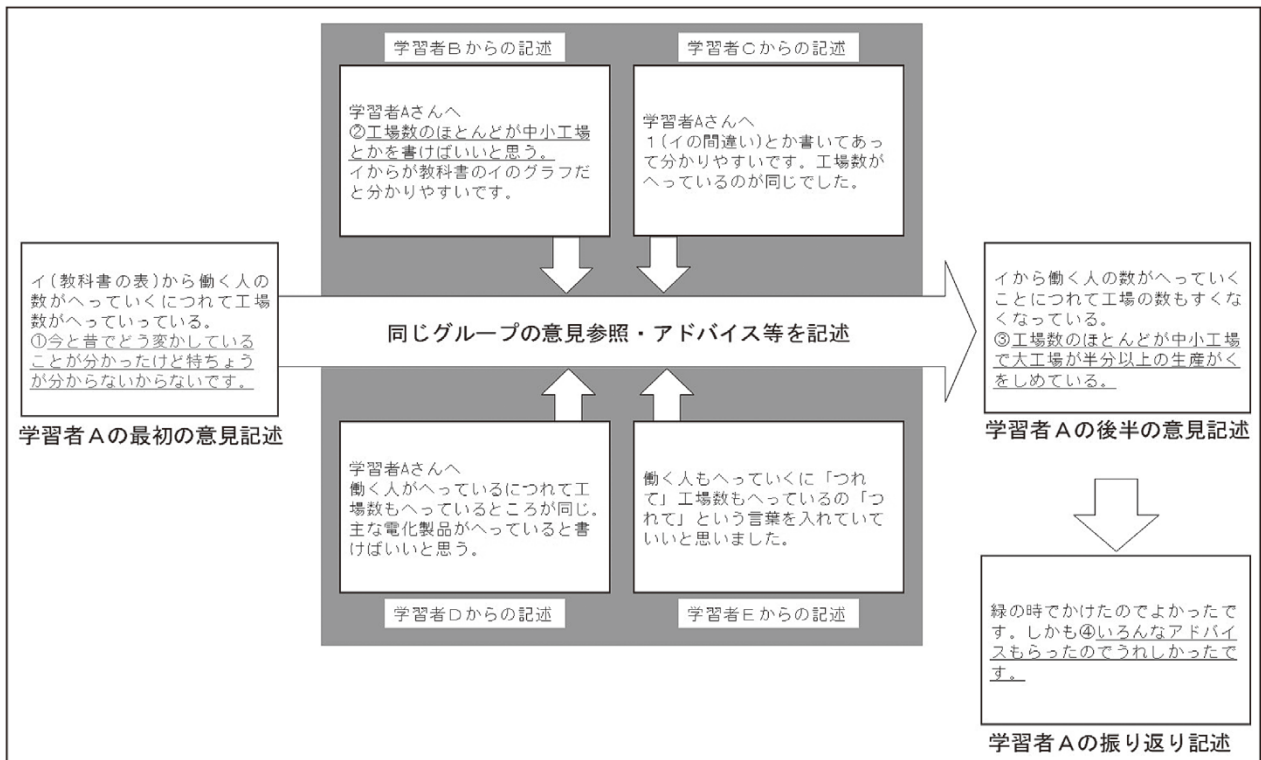 学習者Bからの記述
学習者Aさんへ
②工場数のほとんどが中小工場
とかを書けばいいと思う。
イからが教科書のイのグラフだ
と分かりやすいです。
学習者Cからの記述
学習者Aさんへ
1(イの間違い)とか書いてあ
って分かりやすいです。工場数が
へっているのが同じでした。
イ(教科書の表)から働く人の
数がへっていくにつれて工場
数がへっていっている。
①今と昔でどう変かしている
ことが分かったけど特ちょう
が分からないからないです。
学習者Aの最初の意見記述
同じグループの意見参照・アドバイス等を記述
イから働く人の数がへっていく
ことにつれて工場の数もすくな
くなっている。
③工場数のほとんどが中小工場
で大工場が半分以上の生産がく
をしめている。
学習者Aの後半の意見記述
学習者Aさんへ
働く人がへっているにつれて工
場数もへっているところが同じ。
主な電化製品がへっていると書
けばいいと思う。
学習者Dからの記述
働く人もへっていくに「つれ
て」工場数もへっているの「つ
れて」という言葉を入れていて
いいと思いました。
学習者Eからの記述
緑の時でかけたのでよかったで
す。しかも④いろんなアドバイ
スもらったのでうれしかったで
す。
学習者Aの振り返り記述